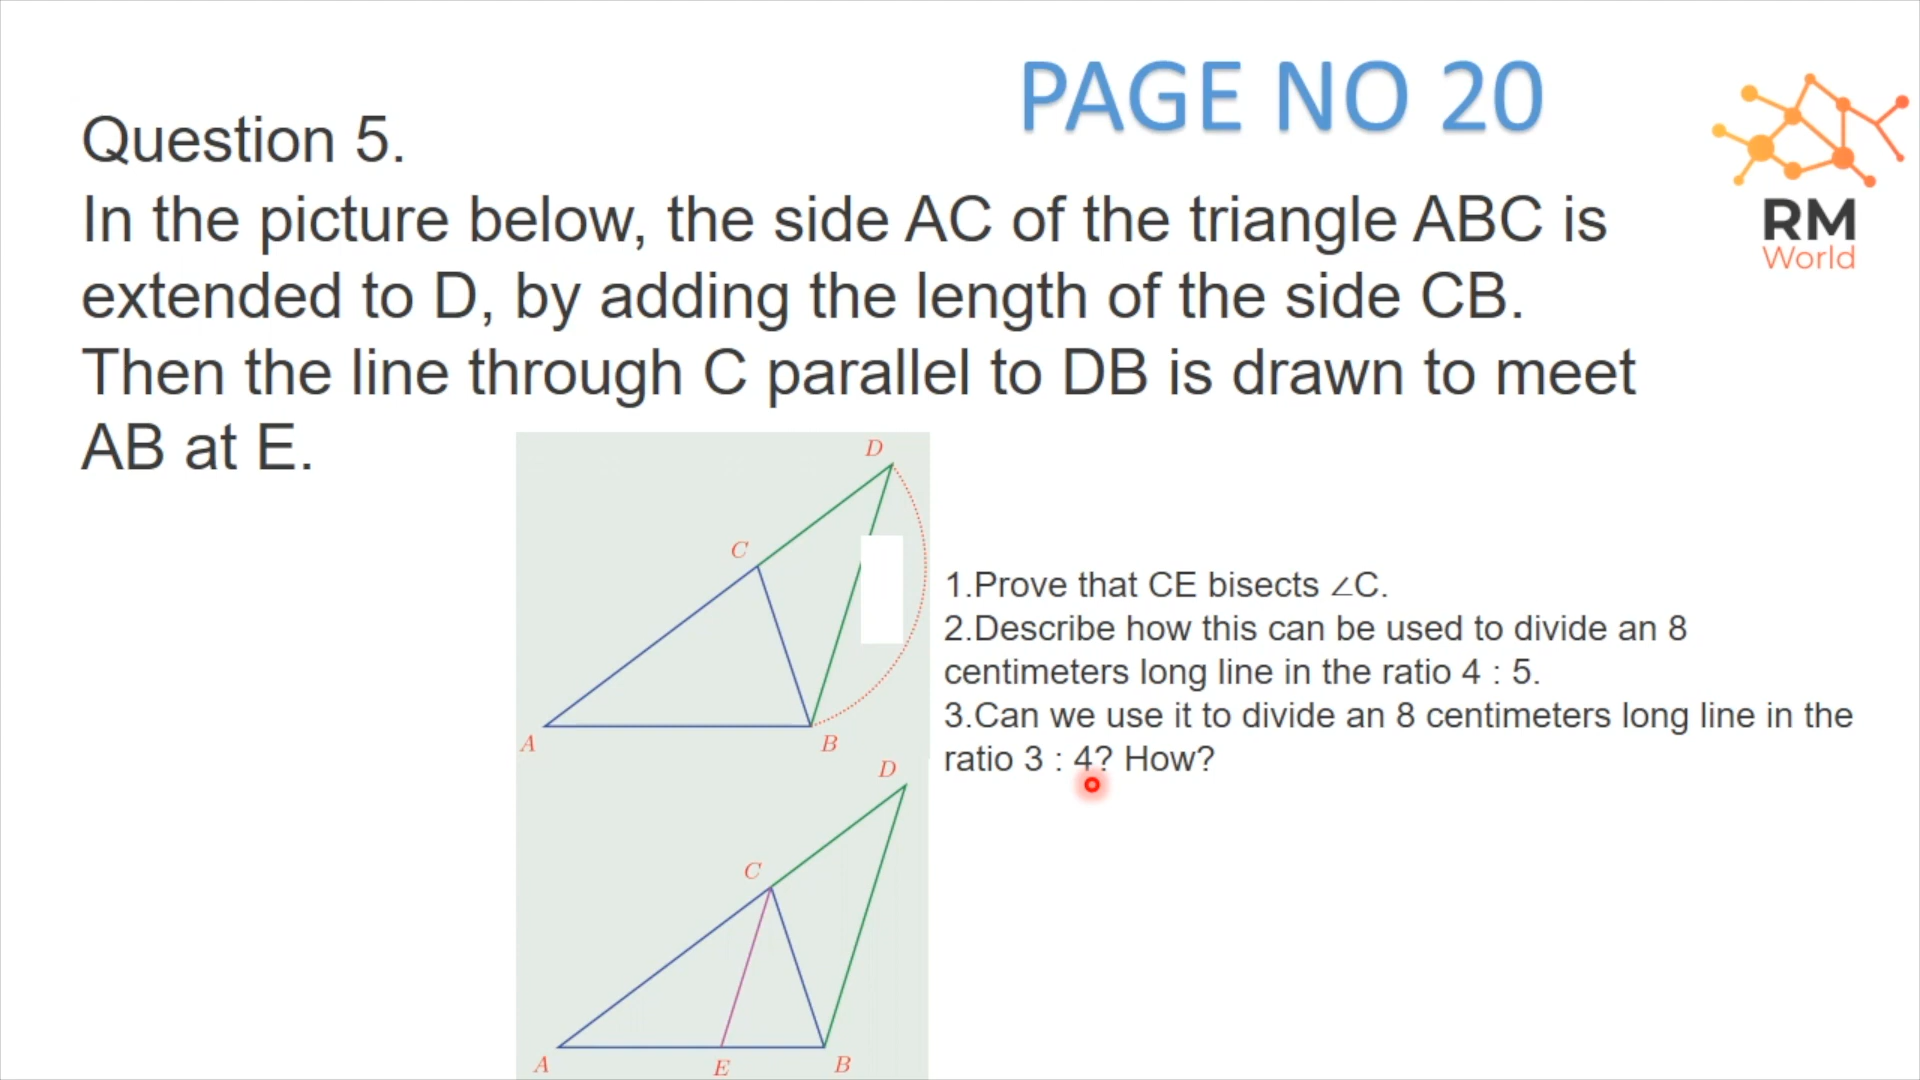 PAGE NO 20
RM
World
Question 5.
In the picture below, the side AC of the triangle ABC is
extended to D, by adding the length of the side CB.
Then the line through C parallel to DB is drawn to meet
AB at E.
D
C
A
B
1.Prove that CE bisects ∠C.
2.Describe how this can be used to divide an 8
centimeters long line in the ratio 4 : 5.
3.Can we use it to divide an 8 centimeters long line in the
ratio 3 : 4? How?
D
C
A
E
B